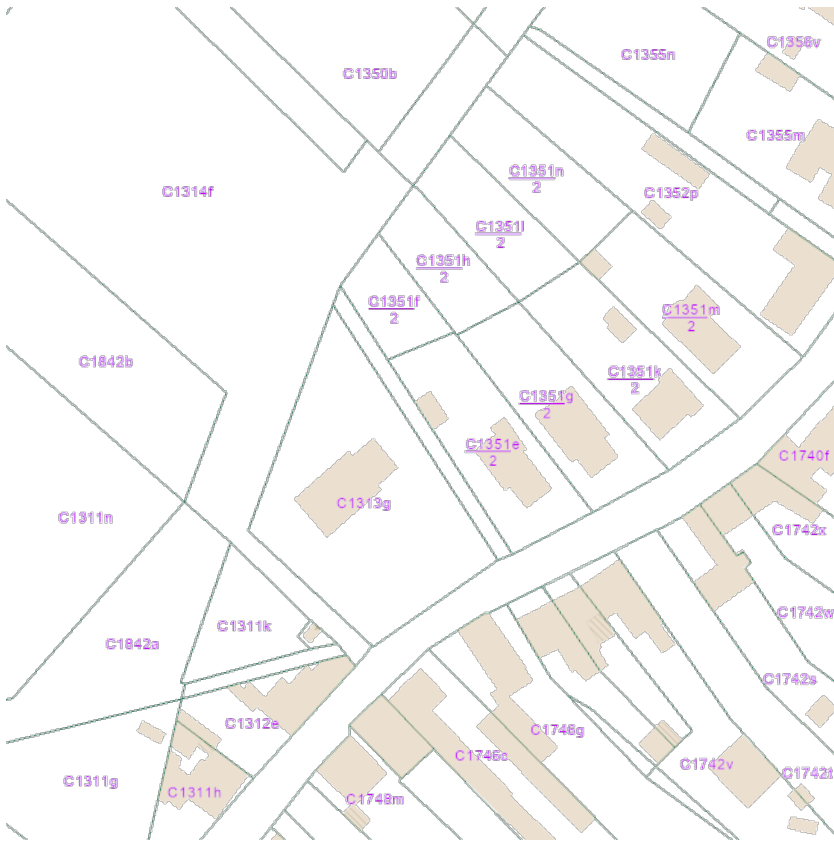 C1356v
C1355n
C1350b
C1355m
C1351n
2
C1314f
C1352p
C1351l
2
C1351h
2
C1351f
2
C1351m
2
C1842b
C1351k
2
C1351g
2
C1351e
2
C1740f
C1313g
C1311n
C1742x
C1742w
C1311k
C1842a
C1742s
C1312e
C1746g
C1746c
C1742v
C1742t
C1311g
C1311h
C1748m